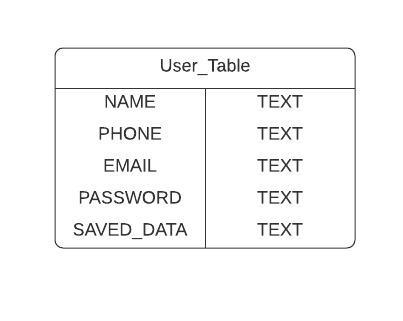 User_Table
NAME TEXT
PHONE TEXT
EMAIL TEXT
PASSWORD TEXT
SAVED_DATA TEXT